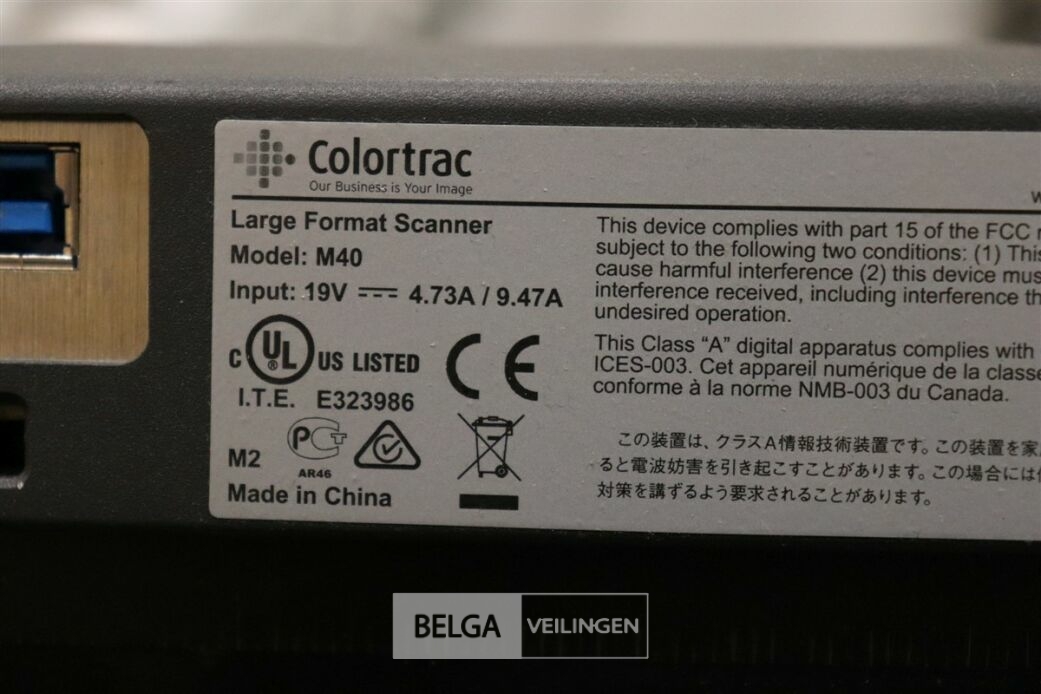 Colortrac
Our Business is Your Image
Large Format Scanner
Model: M40
Input: 19V 4.73A / 9.47A
C UL US LISTED
CE
I.T.E. E323986
PCT
AR46
M2
Made in China
This device complies with part 15 of the FCC
subject to the following two conditions: (1) This
cause harmful interference (2) this device
interference received, including interference
undesired operation.
This Class “A” digital apparatus complies with
ICES-003. Cet appareil numérique de la classe
conforme à la norme NMB-003 du Canada.
この装置は、クラスA情報技術装置です。この装置を家
ると電波妨害を引き起こすことがあります。この場合には
対策を講ずるよう要求されることがあります。
BELGA VEILINGEN